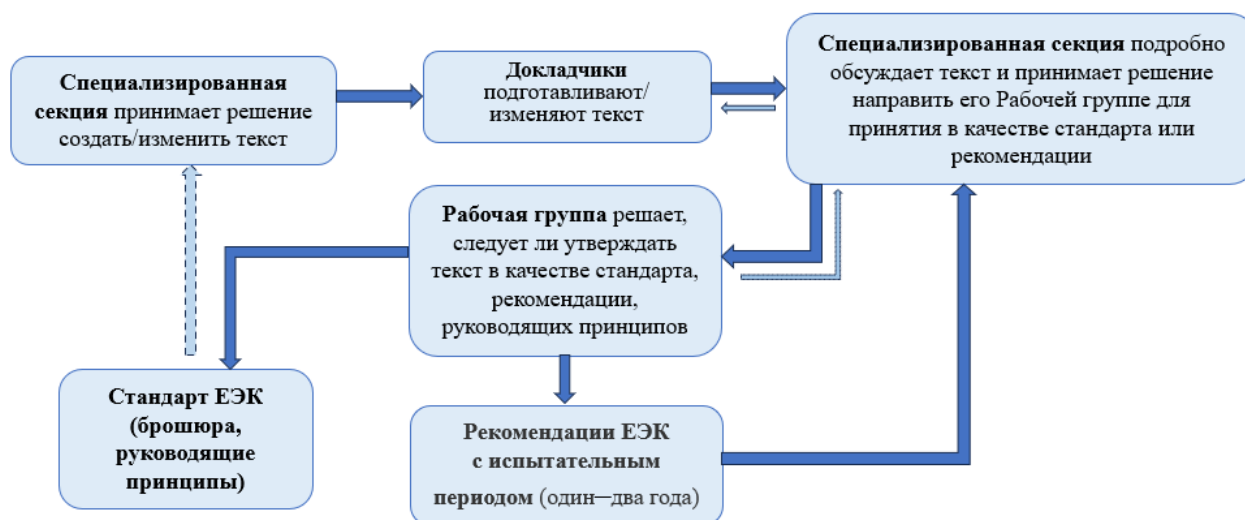 Специализированная
секция принимает решение
создать/изменить текст
Докладчики
подготавливают/
изменяют текст
Специализированная секция подробно
обсуждает текст и принимает решение
направить его Рабочей группе для
принятия в качестве стандарта или
рекомендации
Рабочая группа решает,
следует ли утверждать
текст в качестве стандарта,
рекомендации,
руководящих принципов
Стандарт ЕЭК
(брошюра,
руководящие
принципы)
Рекомендации ЕЭК
с испытательным
периодом (один—два года)